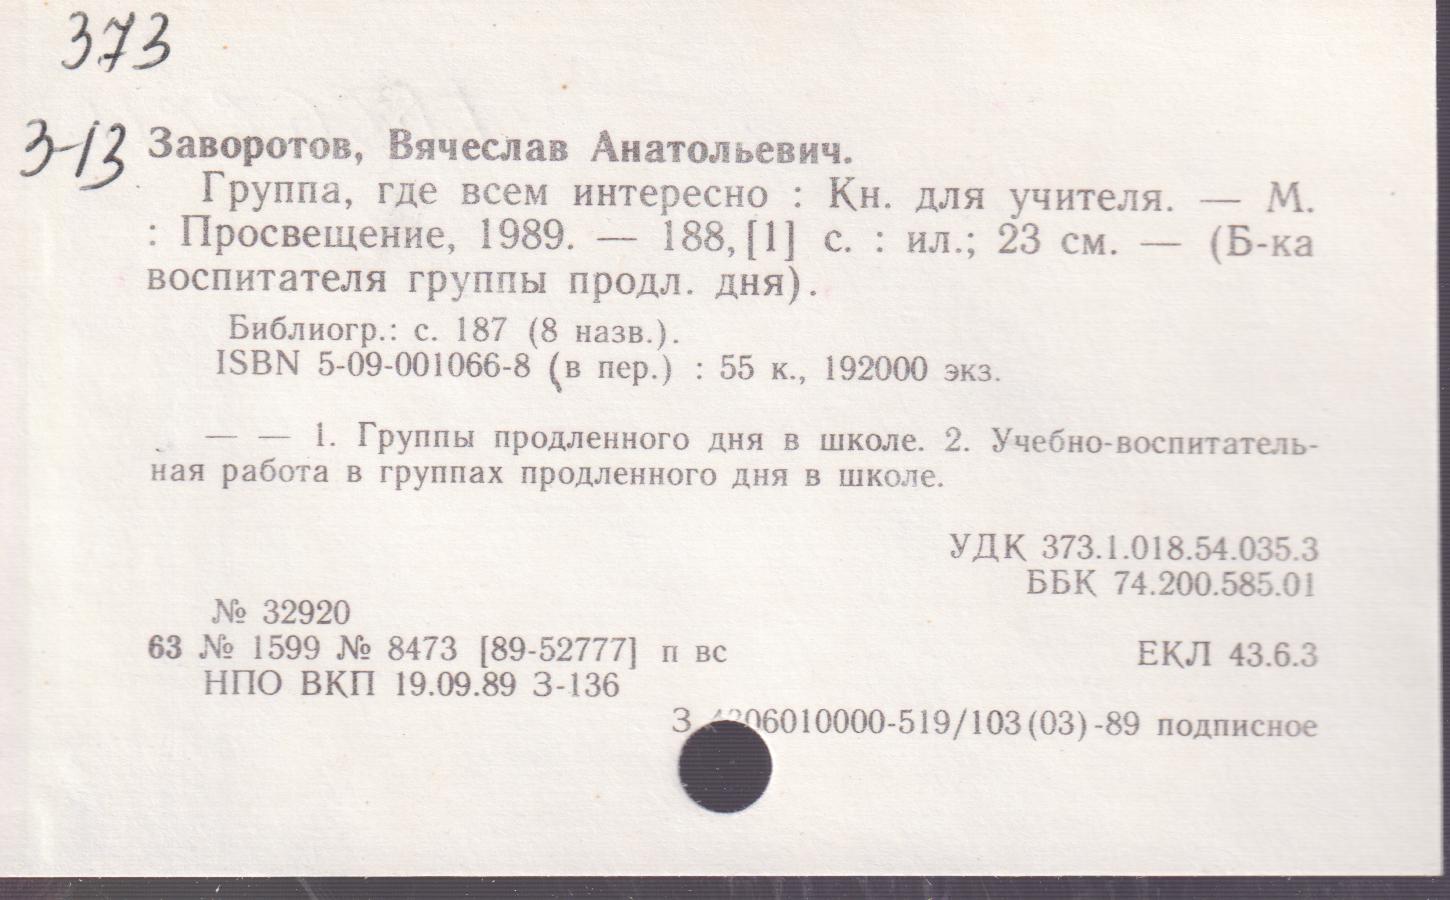 373
З-13 Заворотов, Вячеслав Анатольевич.
Группа, где всем интересно : Кн. для учителя. — М.
: Просвещение, 1989. — 188, [1] с. : ил.; 23 см. — (Б-ка
воспитателя группы продл. дня).
Библиогр.: с. 187 (8 назв.).
ISBN 5-09-001066-8 (в пер.) : 55 к., 192000 экз.
— — 1. Группы продленного дня в школе. 2. Учебно-воспитатель-
ная работа в группах продленного дня в школе.
УДК 373.1.018.54.035.3
ББК 74.200.585.01
№ 32920
63 № 1599 № 8473 [89-52777] п вс ЕКЛ 43.6.3
НПО ВКП 19.09.89 З-136
З 4306010000-519/103(03)-89 подписное